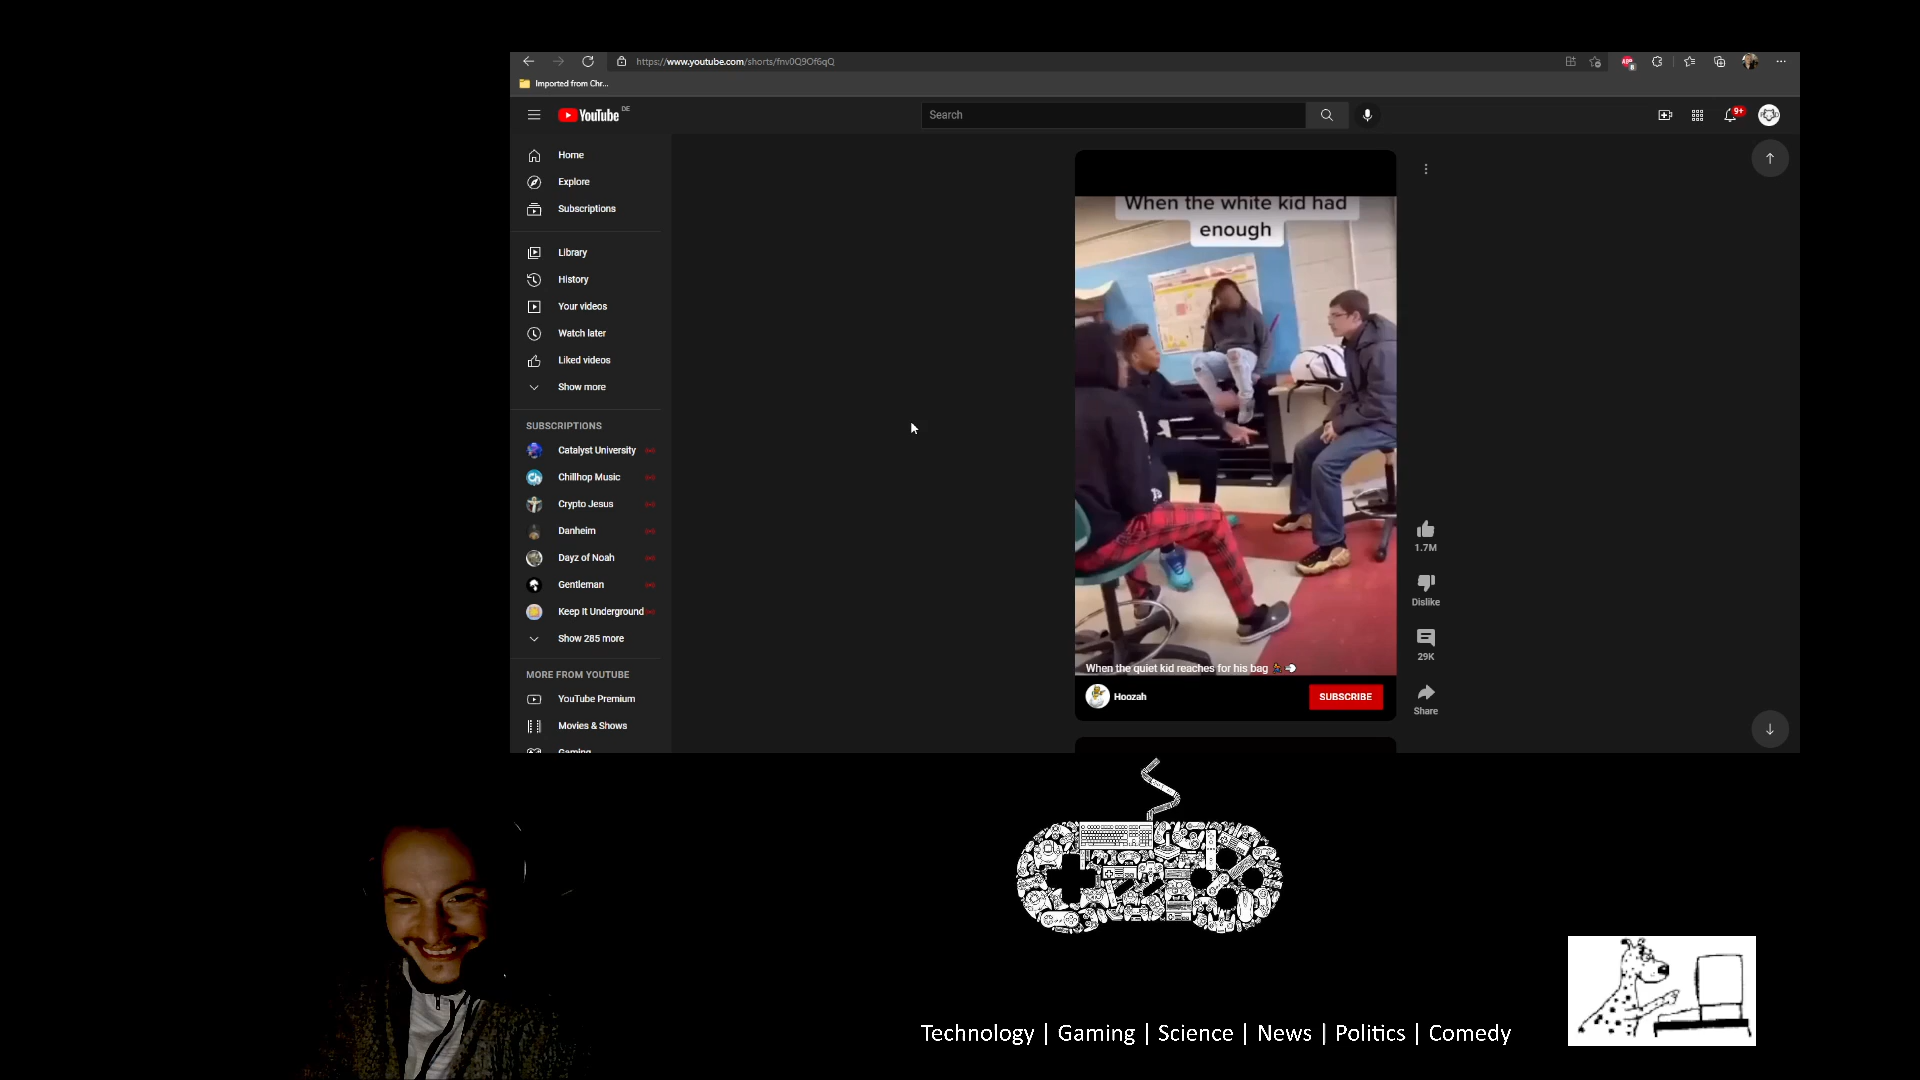 https://www.youtube.com/shorts/fnv0Q9Of6qQ
Imported from Chr...
YouTube DE
Search
9+
Home
Explore
Subscriptions
Library
History
Your videos
Watch later
Liked videos
Show more
SUBSCRIPTIONS
Catalyst University
Chillhop Music
Crypto Jesus
Danheim
Dayz of Noah
Gentleman
Keep It Underground
Show 285 more
MORE FROM YOUTUBE
YouTube Premium
Movies & Shows
Gaming
When the white kid had
enough
When the quiet kid reaches for his bag
Hoozah
SUBSCRIBE
1.7M
Dislike
29K
Share
Technology | Gaming | Science | News | Politics | Comedy